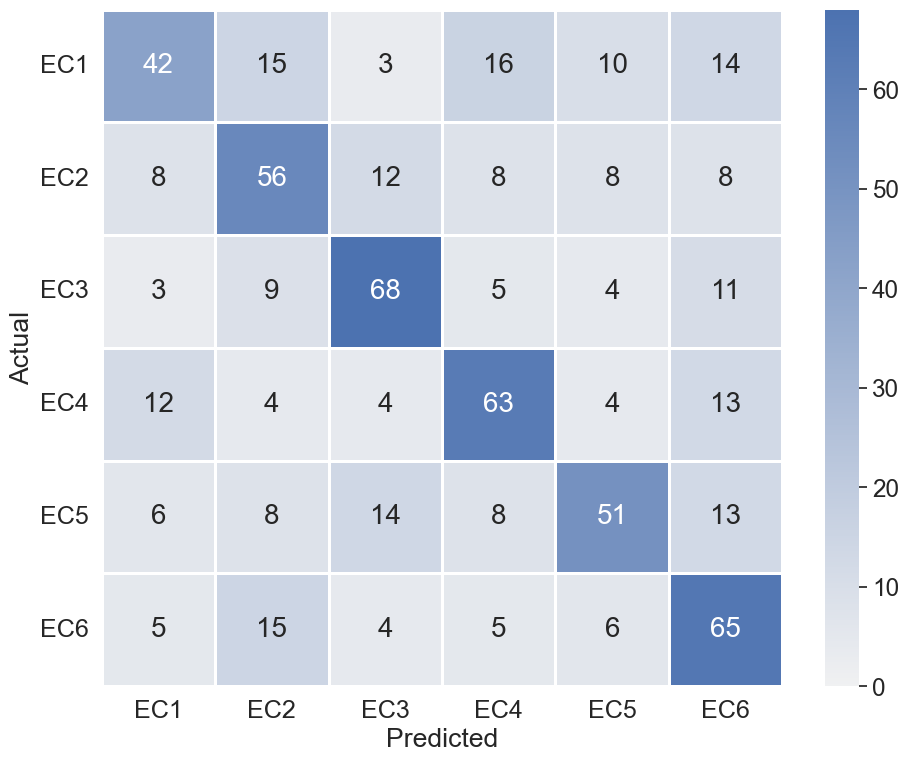 EC1 42 15 3 16 10 14
EC2 8 56 12 8 8 8
EC3 3 9 68 5 4 11
EC4 12 4 4 63 4 13
EC5 6 8 14 8 51 13
EC6 5 15 4 5 6 65
EC1 EC2 EC3 EC4 EC5 EC6
Predicted
Actual
60
50
40
30
20
10
0